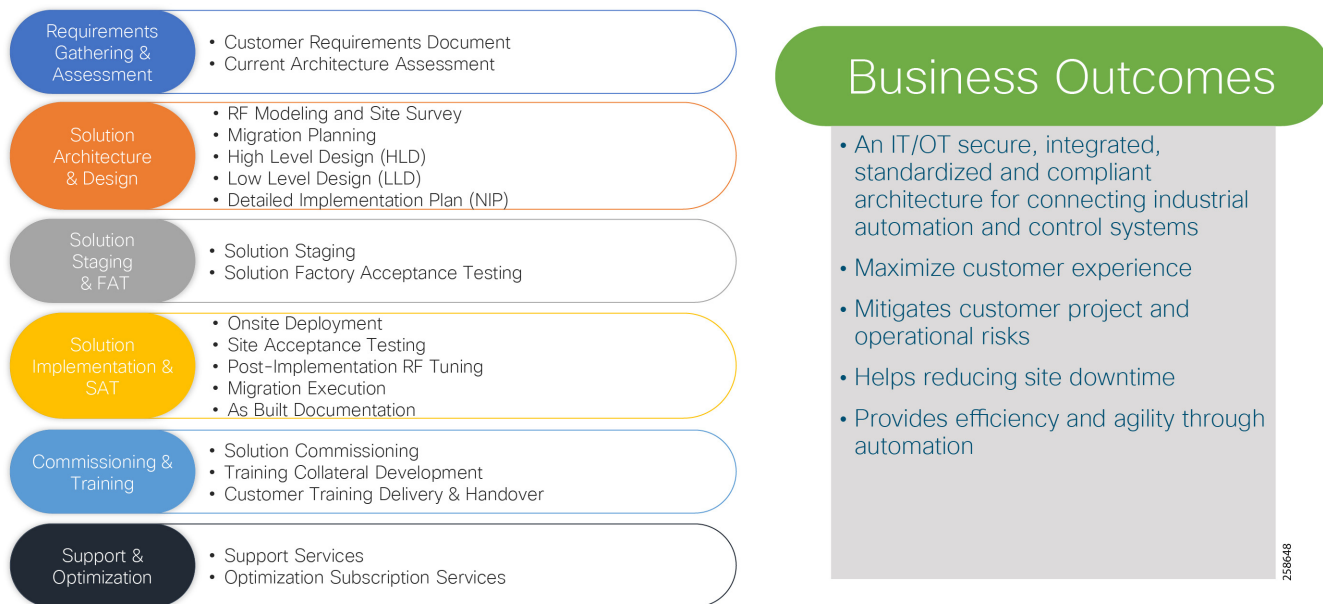 Requirements
Gathering &
Assessment
• Customer Requirements Document
• Current Architecture Assessment
Solution
Architecture
& Design
• RF Modeling and Site Survey
• Migration Planning
• High Level Design (HLD)
• Low Level Design (LLD)
• Detailed Implementation Plan (NIP)
Solution
Staging
& FAT
• Solution Staging
• Solution Factory Acceptance Testing
Solution
Implementation &
SAT
• Onsite Deployment
• Site Acceptance Testing
• Post-Implementation RF Tuning
• Migration Execution
• As Built Documentation
Commissioning &
Training
• Solution Commissioning
• Training Collateral Development
• Customer Training Delivery & Handover
Support &
Optimization
• Support Services
• Optimization Subscription Services
Business Outcomes
• An IT/OT secure, integrated,
standardized and compliant
architecture for connecting industrial
automation and control systems
• Maximize customer experience
• Mitigates customer project and
operational risks
• Helps reducing site downtime
• Provides efficiency and agility through
automation
258648